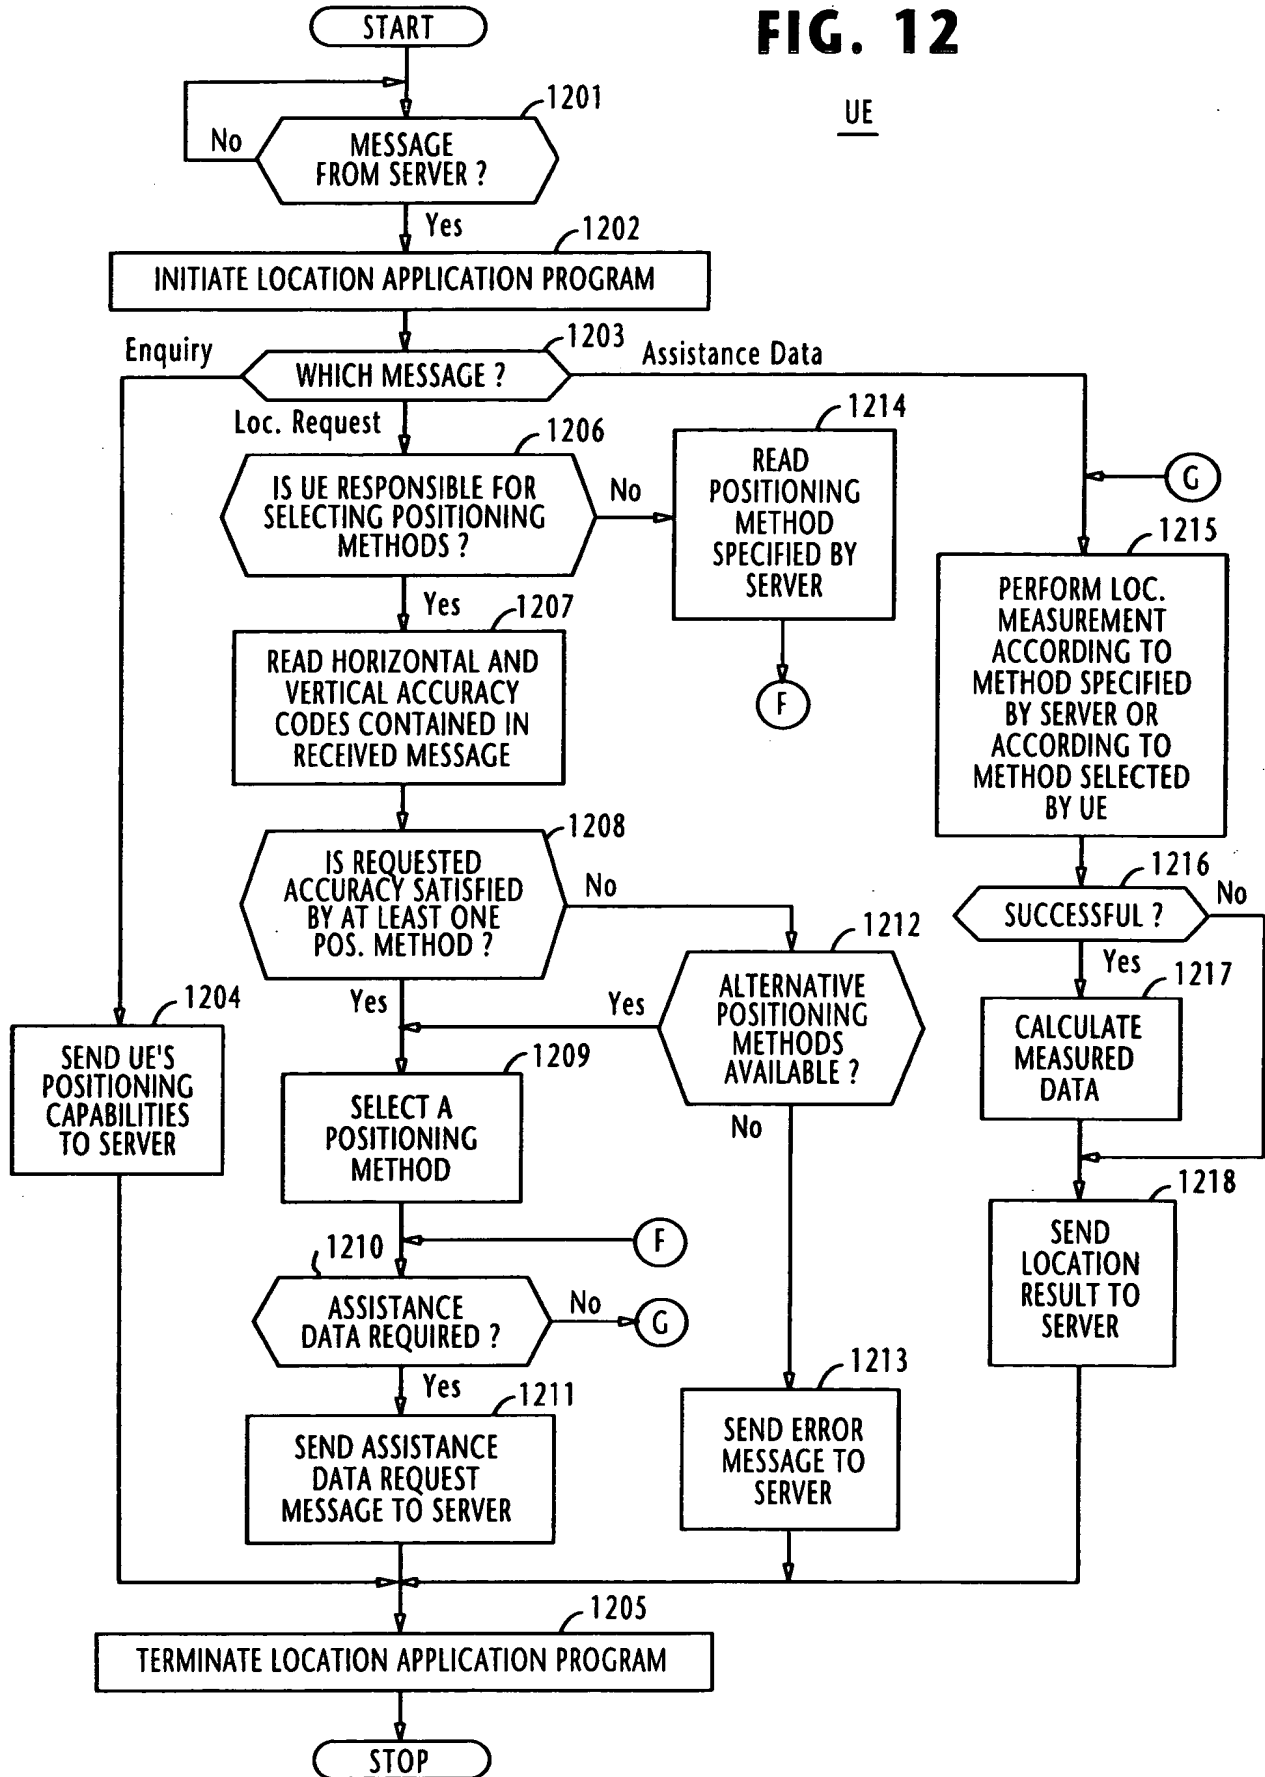 START
FIG. 12
UE
1201
No
MESSAGE
FROM SERVER ?
Yes
1202
INITIATE LOCATION APPLICATION PROGRAM
1203
Enquiry
WHICH MESSAGE ?
Assistance Data
Loc. Request
1206
IS UE RESPONSIBLE FOR
SELECTING POSITIONING
METHODS ?
No
1214
READ
POSITIONING
METHOD
SPECIFIED BY
SERVER
F
G
Yes
1207
READ HORIZONTAL AND
VERTICAL ACCURACY
CODES CONTAINED IN
RECEIVED MESSAGE
1215
PERFORM LOC.
MEASUREMENT
ACCORDING TO
METHOD SPECIFIED
BY SERVER OR
ACCORDING TO
METHOD SELECTED
BY UE
1208
IS REQUESTED
ACCURACY SATISFIED
BY AT LEAST ONE
POS. METHOD ?
No
Yes
1212
ALTERNATIVE
POSITIONING
METHODS
AVAILABLE ?
Yes
No
1216
SUCCESSFUL ?
No
Yes
1217
CALCULATE
MEASURED
DATA
1204
SEND UE'S
POSITIONING
CAPABILITIES
TO SERVER
1209
SELECT A
POSITIONING
METHOD
1218
SEND
LOCATION
RESULT TO
SERVER
F
1210
ASSISTANCE
DATA REQUIRED ?
No
G
Yes
1211
SEND ASSISTANCE
DATA REQUEST
MESSAGE TO SERVER
1213
SEND ERROR
MESSAGE TO
SERVER
1205
TERMINATE LOCATION APPLICATION PROGRAM
STOP